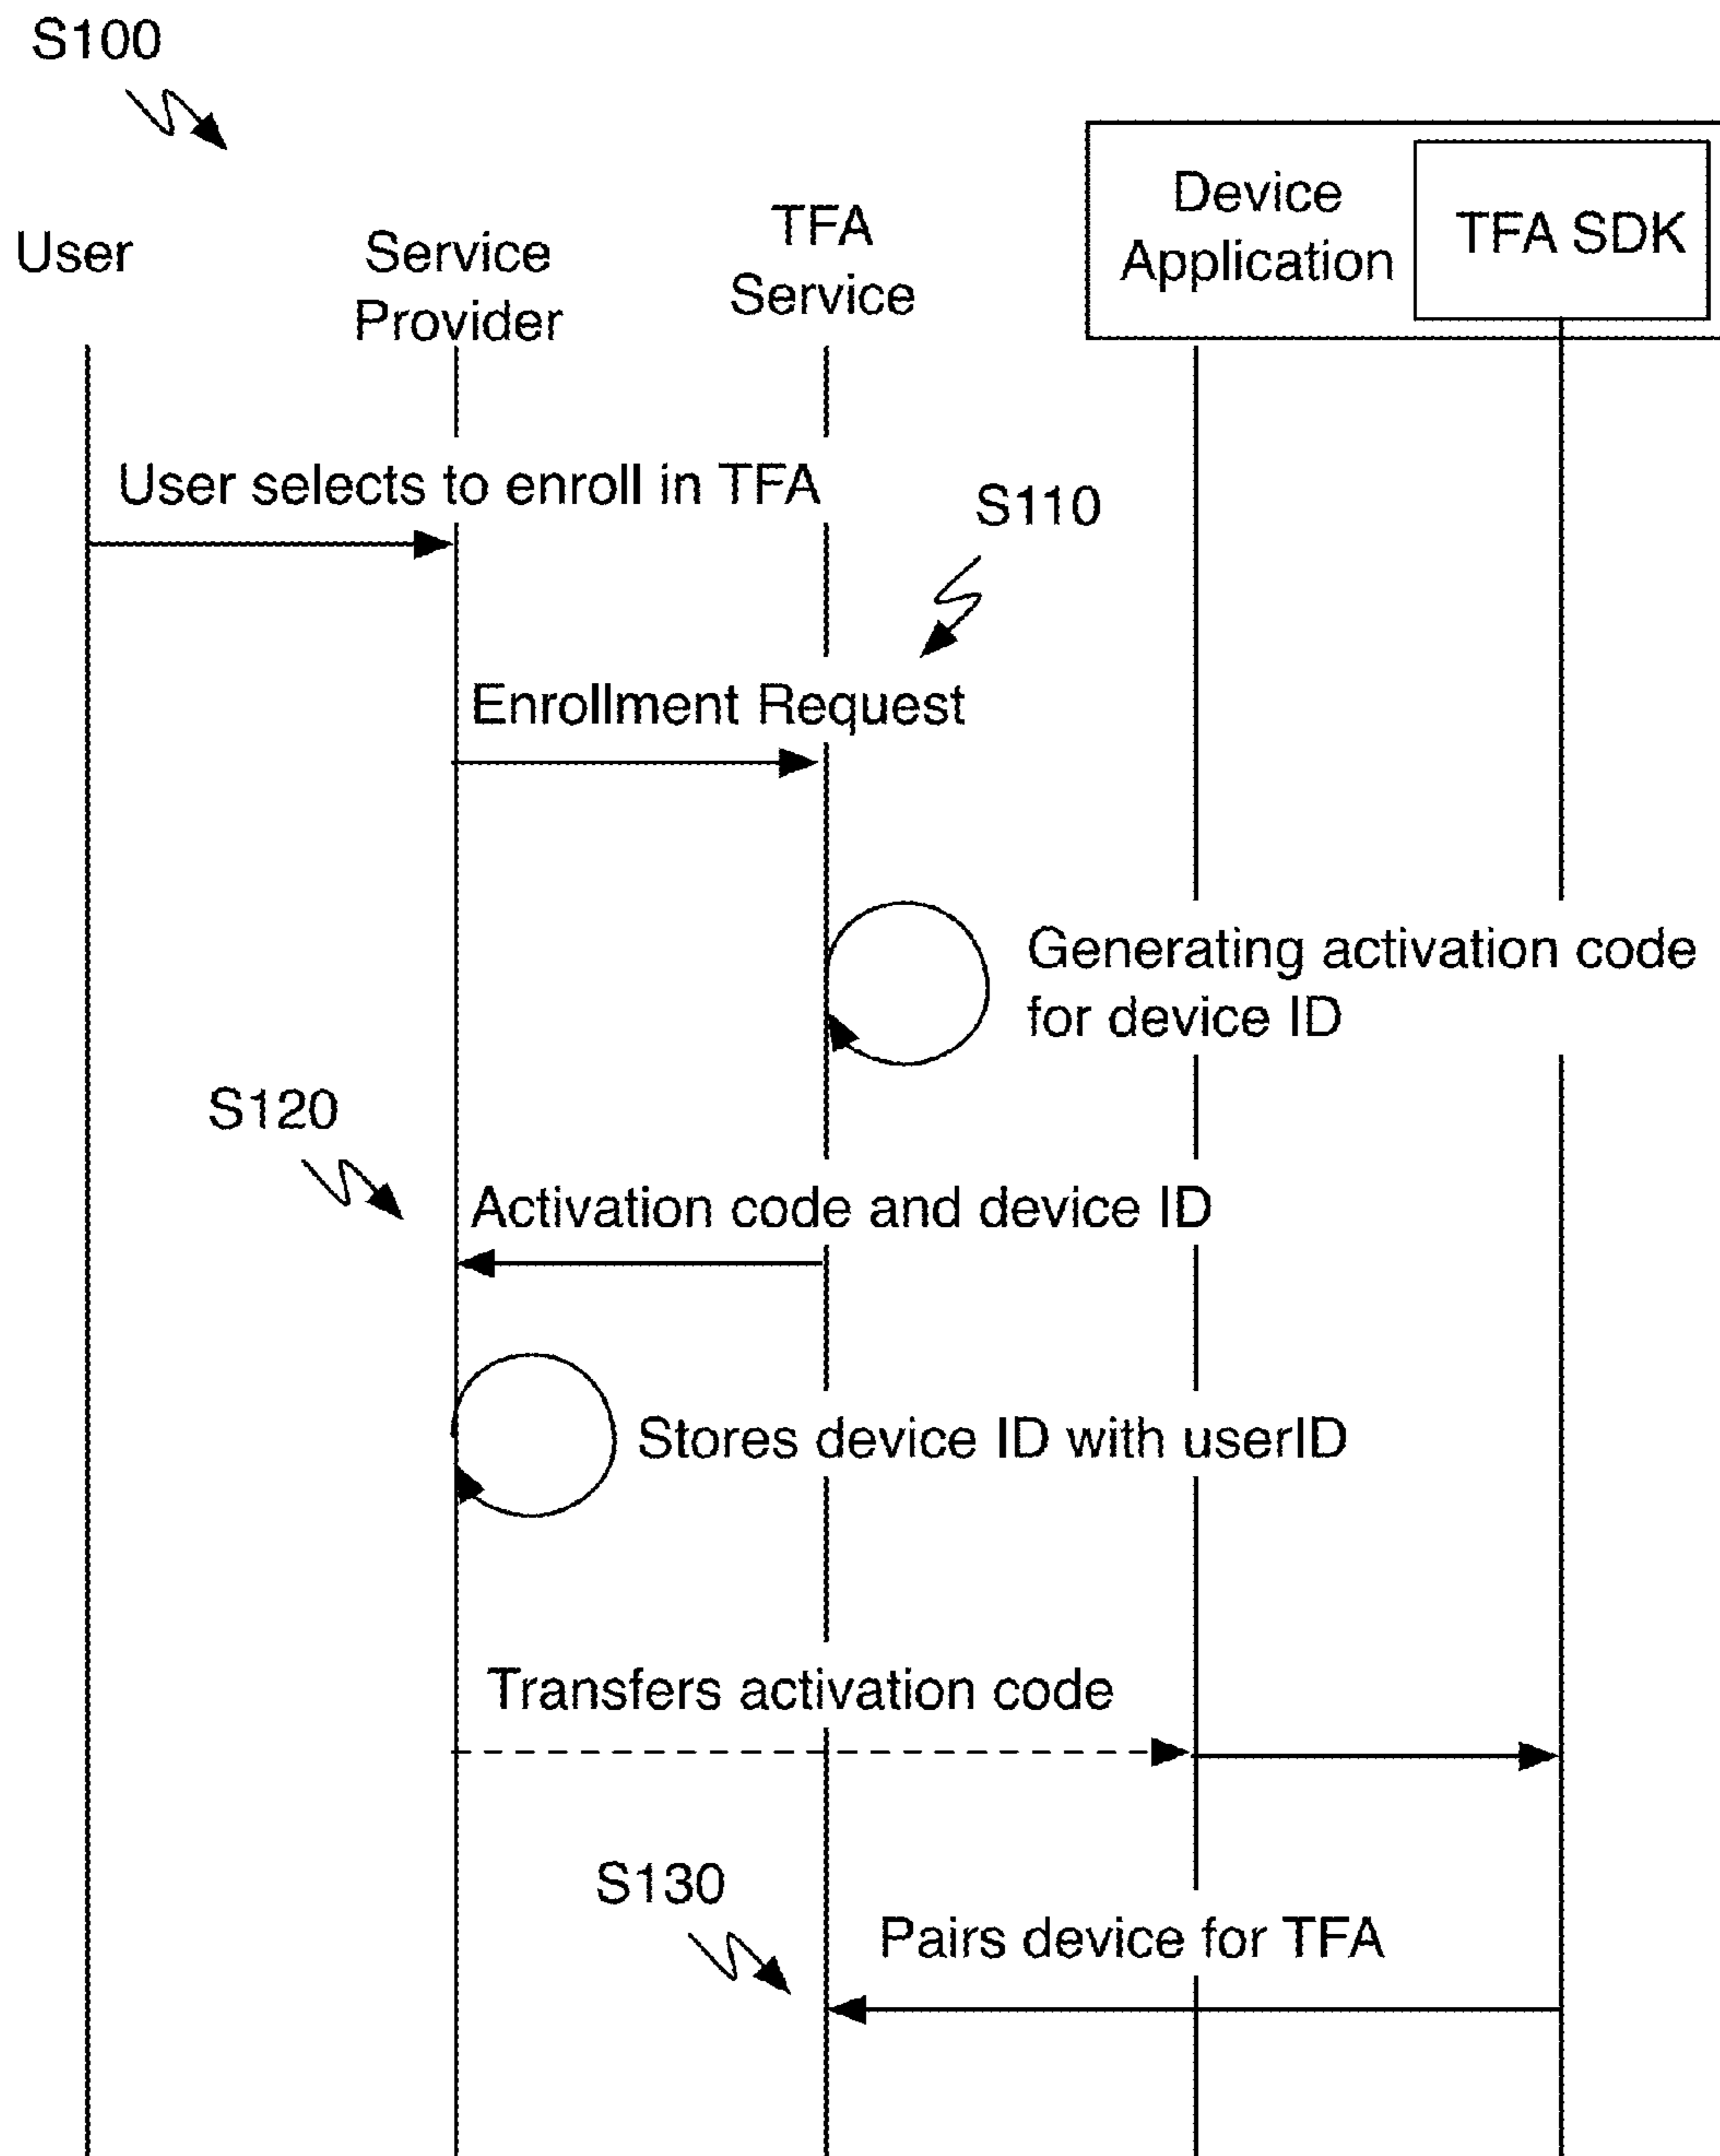 S100
User
Service
Provider
TFA
Service
Device
Application
TFA SDK
User selects to enroll in TFA
S110
Enrollment Request
Generating activation code
for device ID
S120
Activation code and device ID
Stores device ID with userID
Transfers activation code
S130
Pairs device for TFA